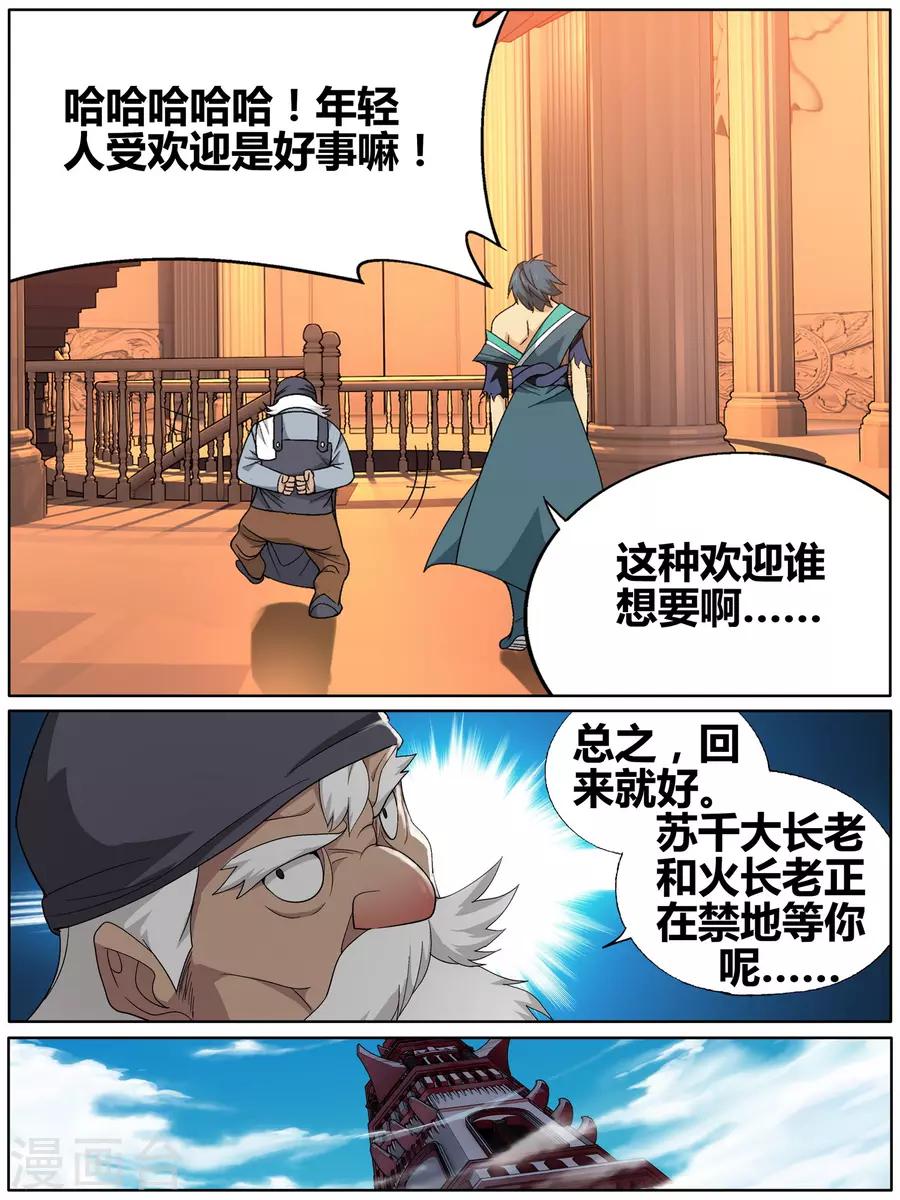 哈哈哈哈哈！年轻
人受欢迎是好事嘛！
这种欢迎谁
想要啊……
总之，回
来就好。
苏千大长老
和火长老正
在禁地等你
呢……
漫画台